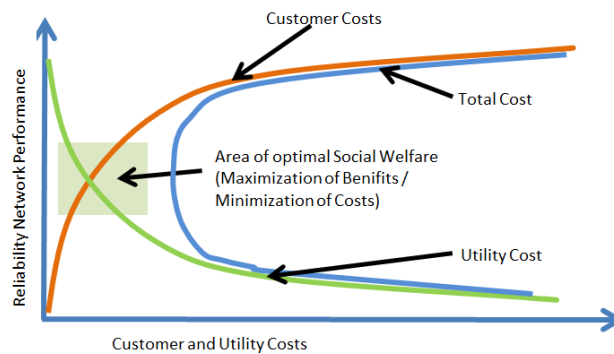 Customer Costs
Total Cost
Area of optimal Social Welfare
(Maximization of Benifits /
Minimization of Costs)
Utility Cost
Reliability Network Performance
Customer and Utility Costs